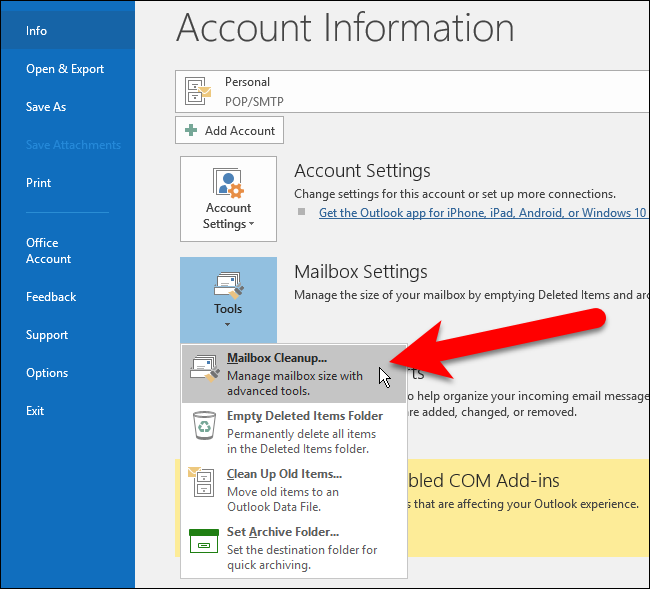 Info
Open & Export
Save As
Save Attachments
Print
Office
Account
Feedback
Support
Options
Exit
Account Information
Personal
POP/SMTP
Add Account
Account
Settings
Account Settings
Change settings for this account or set up more connections.
Get the Outlook app for iPhone, iPad, Android, or Windows 10
Tools
Mailbox Settings
Manage the size of your mailbox by emptying Deleted Items and
Mailbox Cleanup...
Manage mailbox size with
advanced tools.
Empty Deleted Items Folder
Permanently delete all items
in the Deleted Items folder.
Clean Up Old Items...
Move old items to an
Outlook Data File.
Set Archive Folder...
Set the destination folder for
quick archiving.
to help organize your incoming email message
are added, changed, or removed.
COM Add-ins
that are affecting your Outlook experience.